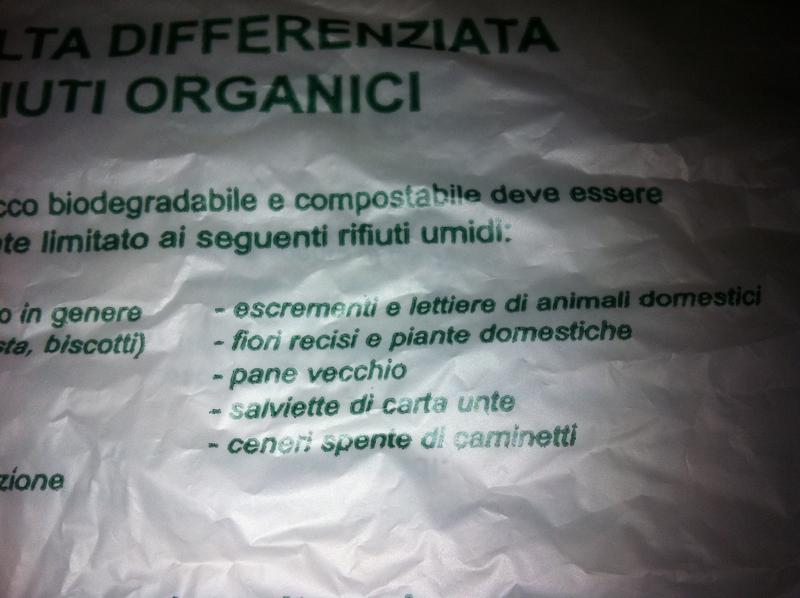 LTA DIFFERENZIATA
IUTI ORGANICI
cco biodegradabile e compostabile deve essere
te limitato ai seguenti rifiuti umidi:
o in genere
sta, biscotti)
zione
- escrementi e lettiere di animali domestici
- fiori recisi e piante domestiche
- pane vecchio
- salviette di carta unte
- ceneri spente di caminetti